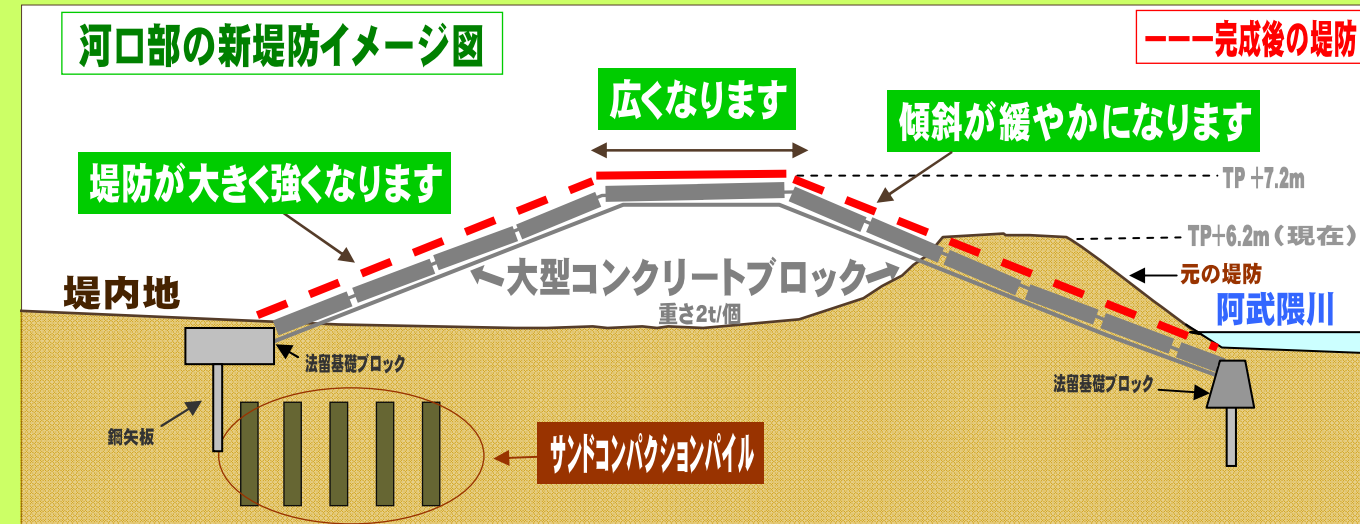 河口部の新堤防イメージ図
ーーー完成後の堤防
広くなります
傾斜が緩やかになります
堤防が大きく強くなります
TP +7.2m
TP+6.2m(現在)
堤内地
大型コンクリートブロック
重さ2t/個
元の堤防
阿武隈川
法留基礎ブロック
法留基礎ブロック
鋼矢板
サンドコンパクションパイル